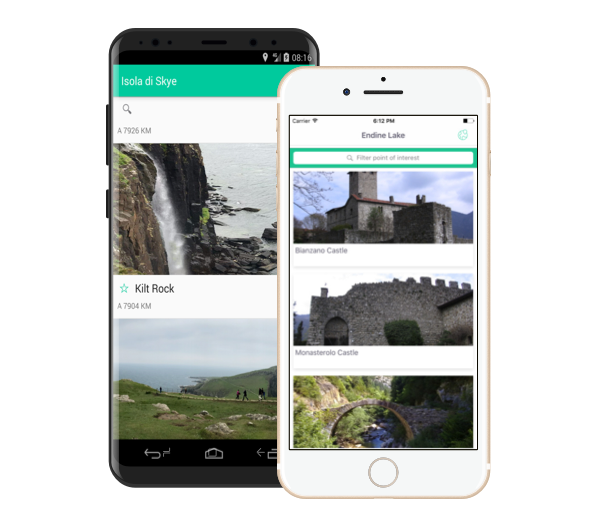 08:16
Isola di Skye
A 7926 KM
Kilt Rock
A 7904 KM
Carrier
6:12 PM
Endine Lake
Filter point of interest
Bianzano Castle
Monasterolo Castle